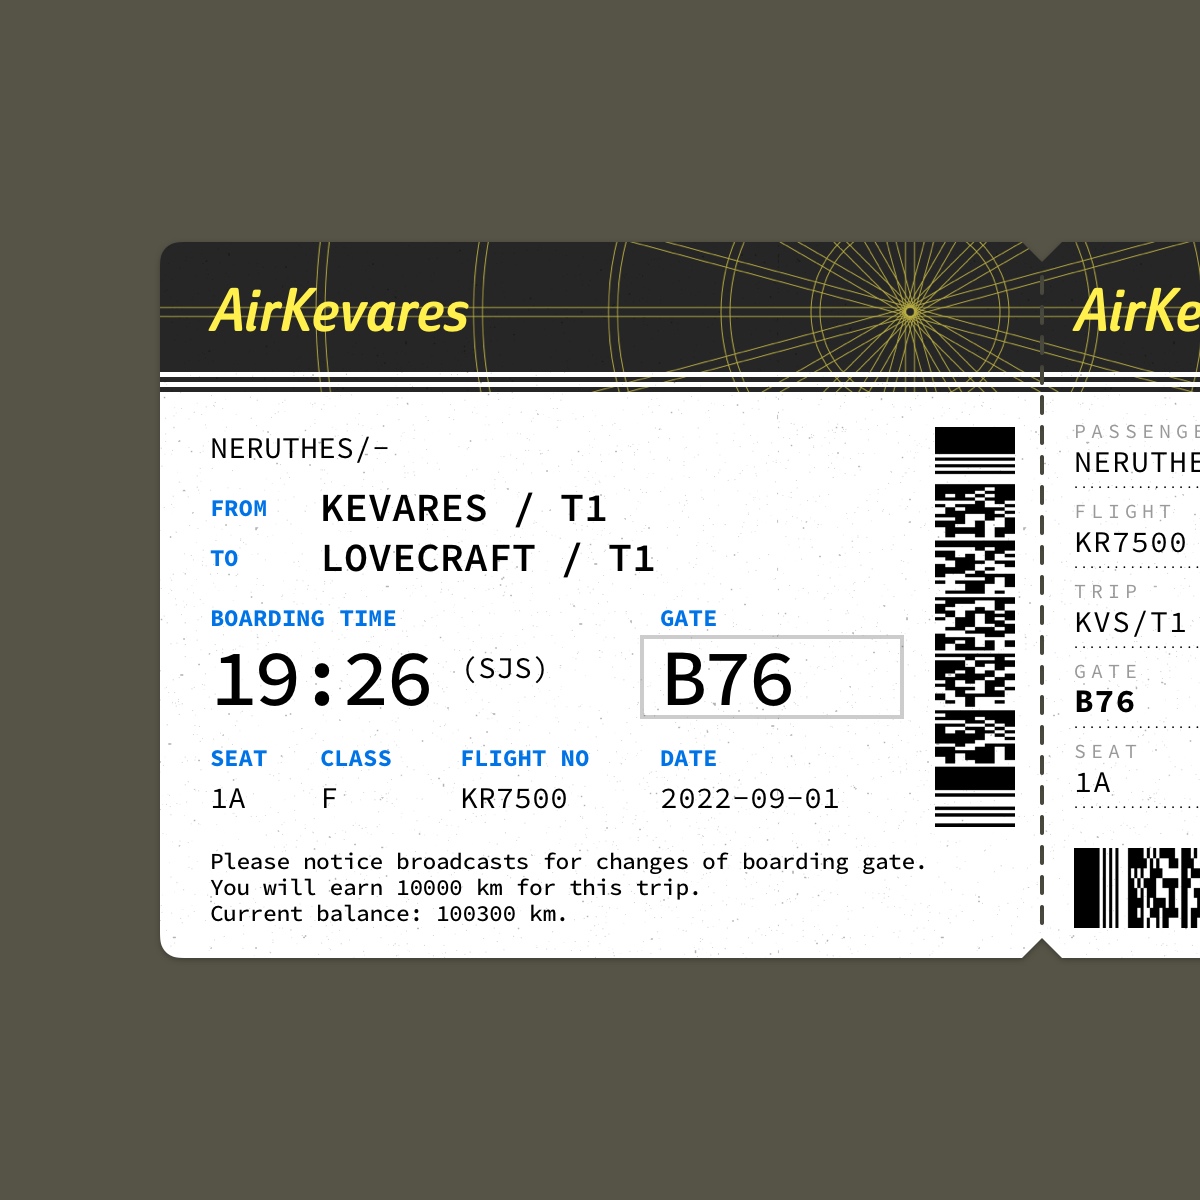 AirKevares
NERUTHES/-
FROM KEVARES / T1
TO LOVECRAFT / T1
BOARDING TIME GATE
19:26 (SJS) B76
SEAT CLASS FLIGHT NO DATE
1A F KR7500 2022-09-01
Please notice broadcasts for changes of boarding gate.
You will earn 10000 km for this trip.
Current balance: 100300 km.
AirKe
PASSENGE
NERUTHE
FLIGHT
KR7500
TRIP
KVS/T1
GATE
B76
SEAT
1A